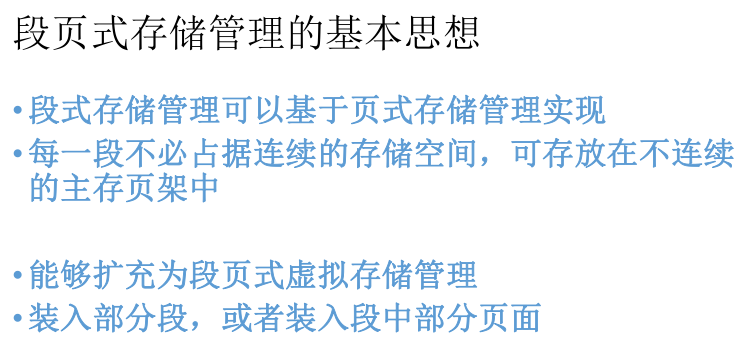 段页式存储管理的基本思想
•段式存储管理可以基于页式存储管理实现
•每一段不必占据连续的存储空间，可存放在不连续
的主存页架中
•能够扩充为段页式虚拟存储管理
•装入部分段，或者装入段中部分页面